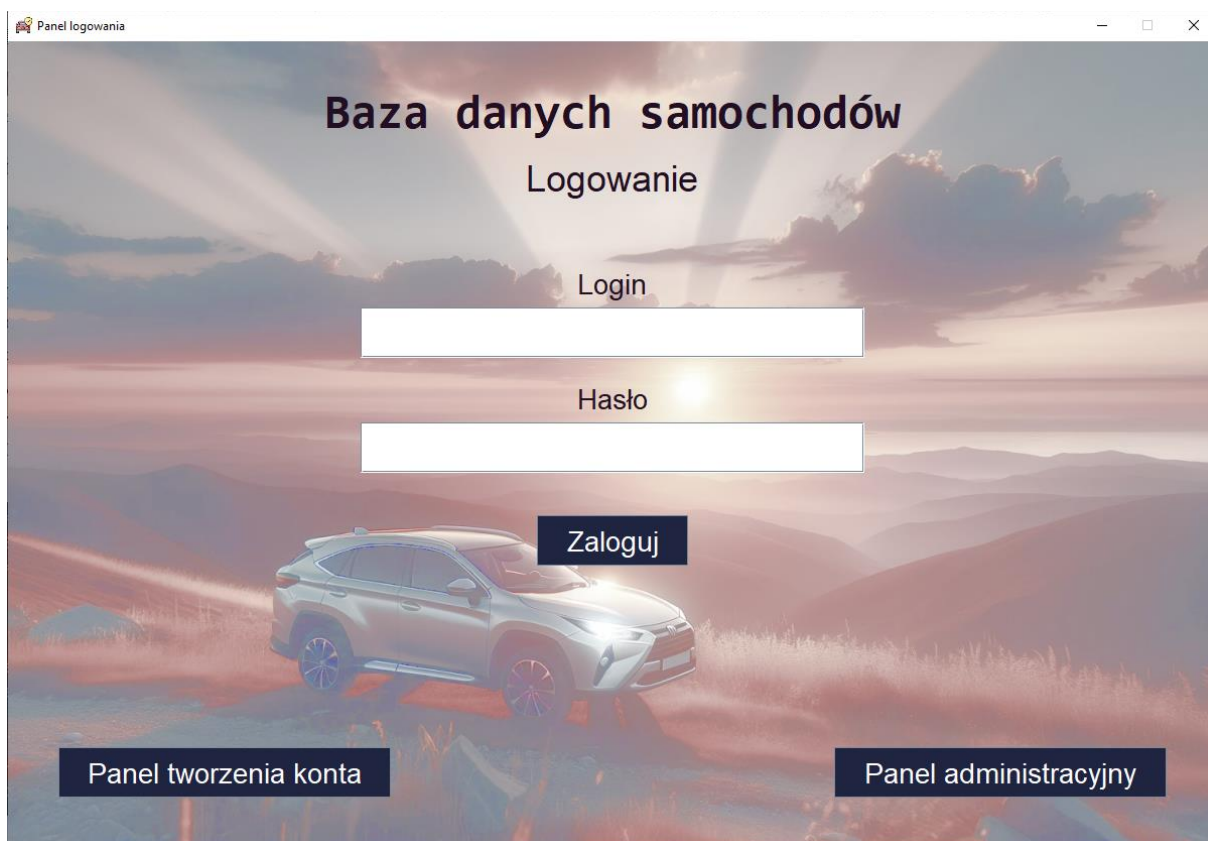 Panel logowania
Baza danych samochodów
Logowanie
Login
Hasło
Zaloguj
Panel tworzenia konta
Panel administracyjny